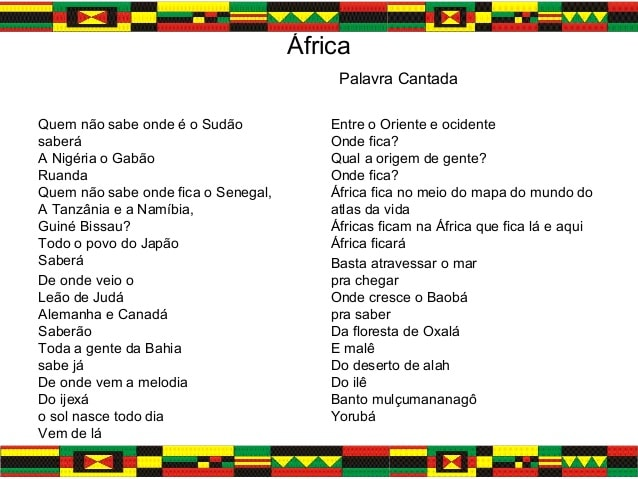 África
Palavra Cantada
Quem não sabe onde é o Sudão
saberá
A Nigéria o Gabão
Ruanda
Quem não sabe onde fica o Senegal,
A Tanzânia e a Namíbia,
Guiné Bissau?
Todo o povo do Japão
Saberá
De onde veio o
Leão de Judá
Alemanha e Canadá
Saberão
Toda a gente da Bahia
sabe já
De onde vem a melodia
Do ijexá
o sol nasce todo dia
Vem de lá
Entre o Oriente e ocidente
Onde fica?
Qual a origem de gente?
Onde fica?
África fica no meio do mapa do mundo do
atlas da vida
Áfricas ficam na África que fica lá e aqui
África ficará
Basta atravessar o mar
pra chegar
Onde cresce o Baobá
pra saber
Da floresta de Oxalá
E malê
Do deserto de alah
Do ilê
Banto mulçumananagô
Yorubá